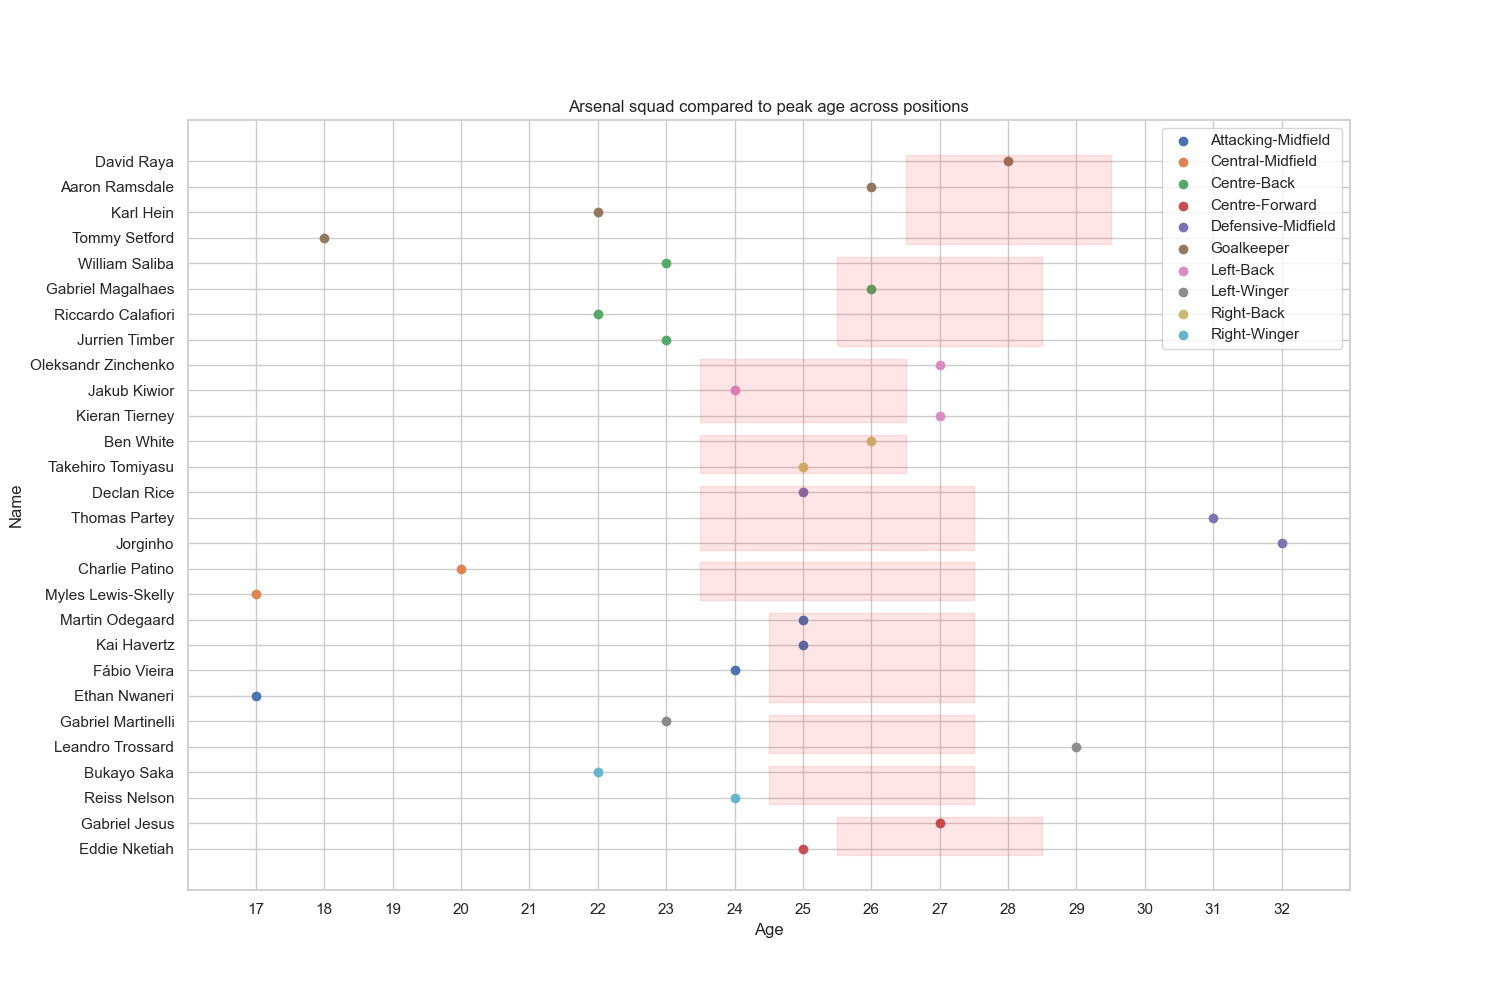 Arsenal squad compared to peak age across positions
Attacking-Midfield
Central-Midfield
Centre-Back
Centre-Forward
Defensive-Midfield
Goalkeeper
Left-Back
Left-Winger
Right-Back
Right-Winger
Name
David Raya
Aaron Ramsdale
Karl Hein
Tommy Setford
William Saliba
Gabriel Magalhaes
Riccardo Calafiori
Jurrien Timber
Oleksandr Zinchenko
Jakub Kiwior
Kieran Tierney
Ben White
Takehiro Tomiyasu
Declan Rice
Thomas Partey
Jorginho
Charlie Patino
Myles Lewis-Skelly
Martin Odegaard
Kai Havertz
Fábio Vieira
Ethan Nwaneri
Gabriel Martinelli
Leandro Trossard
Bukayo Saka
Reiss Nelson
Gabriel Jesus
Eddie Nketiah
17 18 19 20 21 22 23 24 25 26 27 28 29 30 31 32
Age